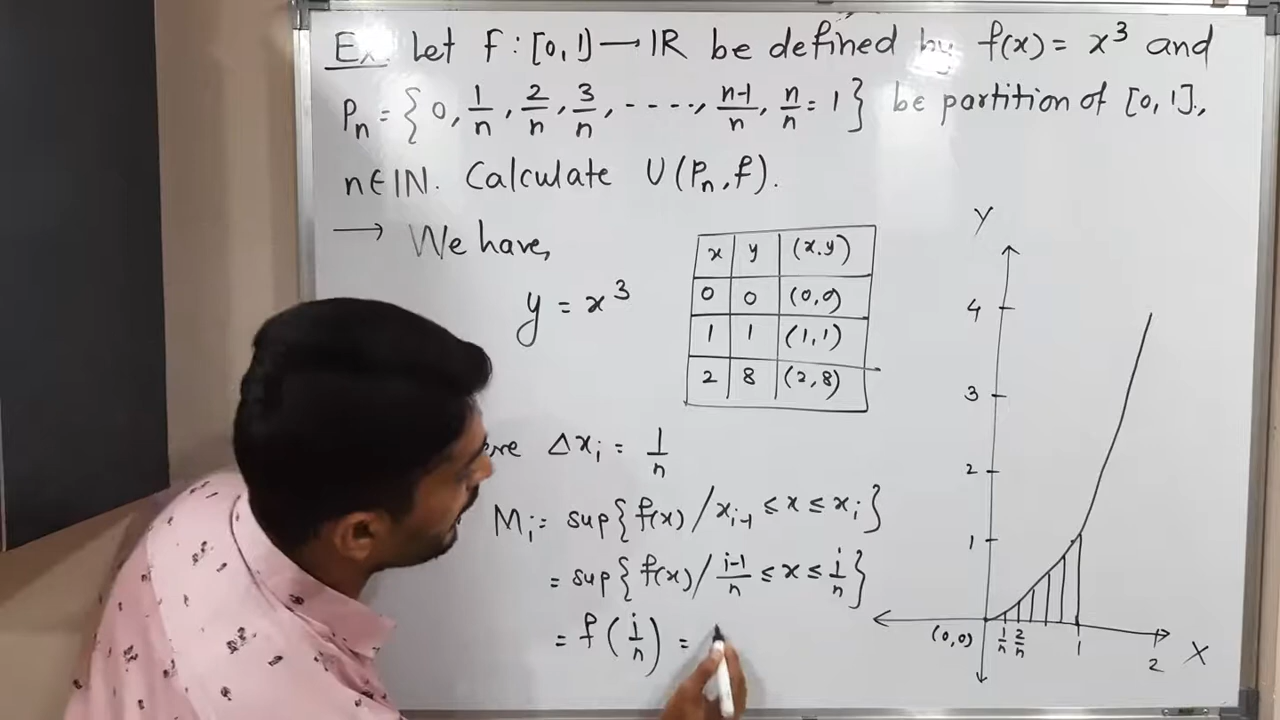 Ex. Let f : [0, 1] → IR be defined by f(x) = x³ and
Pₙ = { 0, 1/n, 2/n, 3/n, ----, n-1/n, n/n = 1 } be partition of [0, 1],
n∈IN. Calculate U(Pₙ, f).
→ We have,
y = x³
x y (x.y)
0 0 (0,0)
1 1 (1,1)
2 8 (2,8)
Δxᵢ = 1/n
Mᵢ = sup{ f(x) / xᵢ₋₁ ≤ x ≤ xᵢ }
= sup{ f(x) / i-1/n ≤ x ≤ i/n }
= f(i/n) =
Y
4
3
2
1
(0,0) 1/n 2/n 1 2 X